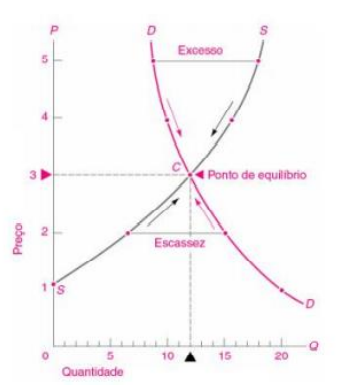 P
D
S
Excesso
5
4
3
C
Ponto de equilíbrio
Preço
2
Escassez
1
S
D
0
5
10
15
20
Q
Quantidade